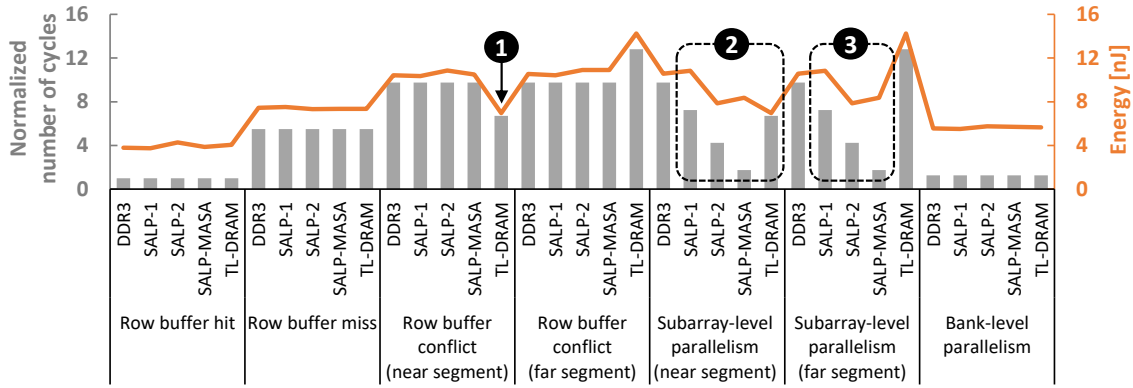 Normalized
number of cycles
16
12
8
4
0
1
2
3
16
12
8
4
0
Energy [nJ]
DDR3
SALP-1
SALP-2
SALP-MASA
TL-DRAM
DDR3
SALP-1
SALP-2
SALP-MASA
TL-DRAM
DDR3
SALP-1
SALP-2
SALP-MASA
TL-DRAM
DDR3
SALP-1
SALP-2
SALP-MASA
TL-DRAM
DDR3
SALP-1
SALP-2
SALP-MASA
TL-DRAM
DDR3
SALP-1
SALP-2
SALP-MASA
TL-DRAM
DDR3
SALP-1
SALP-2
SALP-MASA
TL-DRAM
Row buffer hit
Row buffer miss
Row buffer
conflict
(near segment)
Row buffer
conflict
(far segment)
Subarray-level
parallelism
(near segment)
Subarray-level
parallelism
(far segment)
Bank-level
parallelism